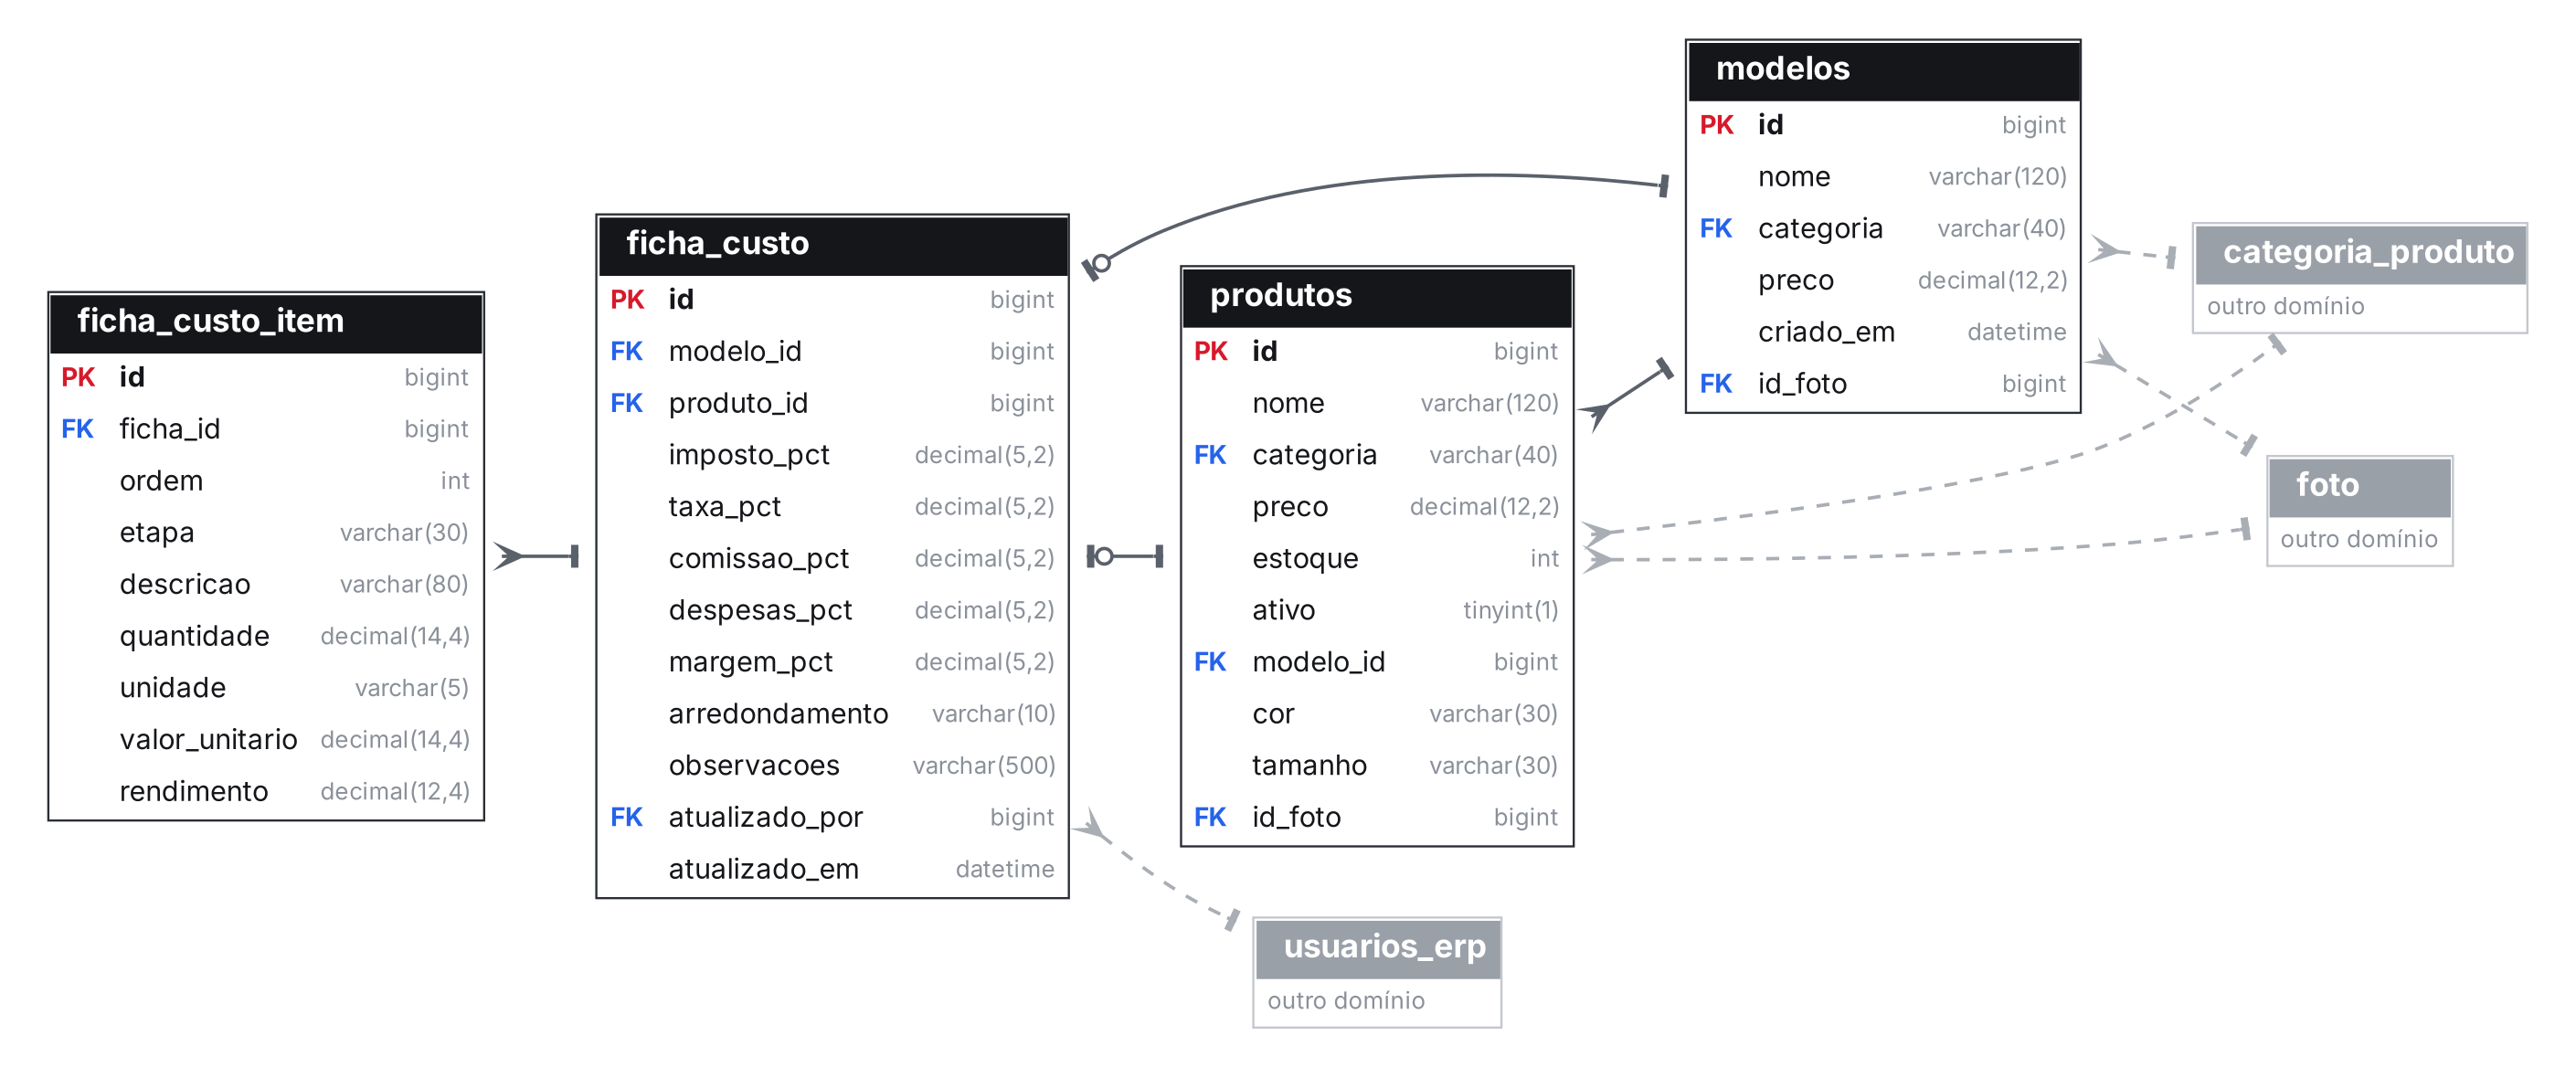 ficha_custo_item
PK id bigint
FK ficha_id bigint
ordem int
etapa varchar(30)
descricao varchar(80)
quantidade decimal(14,4)
unidade varchar(5)
valor_unitario decimal(14,4)
rendimento decimal(12,4)
ficha_custo
PK id bigint
FK modelo_id bigint
FK produto_id bigint
imposto_pct decimal(5,2)
taxa_pct decimal(5,2)
comissao_pct decimal(5,2)
despesas_pct decimal(5,2)
margem_pct decimal(5,2)
arredondamento varchar(10)
observacoes varchar(500)
FK atualizado_por bigint
atualizado_em datetime
produtos
PK id bigint
nome varchar(120)
FK categoria varchar(40)
preco decimal(12,2)
estoque int
ativo tinyint(1)
FK modelo_id bigint
cor varchar(30)
tamanho varchar(30)
FK id_foto bigint
modelos
PK id bigint
nome varchar(120)
FK categoria varchar(40)
preco decimal(12,2)
criado_em datetime
FK id_foto bigint
categoria_produto
outro domínio
foto
outro domínio
usuarios_erp
outro domínio